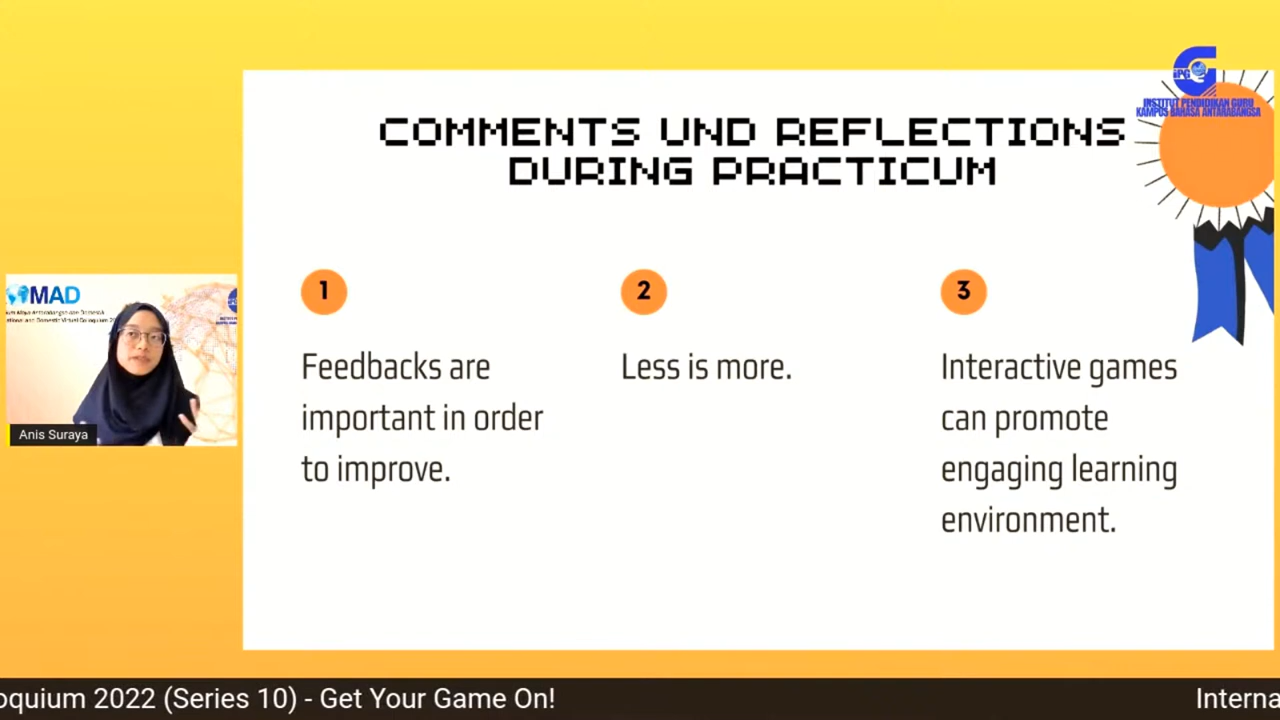 iPG
INSTITUT PENDIDIKAN GURU
KAMPUS BAHASA ANTARABANGSA
COMMENTS UND REFLECTIONS
DURING PRACTICUM
1
Feedbacks are
important in order
to improve.
2
Less is more.
3
Interactive games
can promote
engaging learning
environment.
MAD
Anis Suraya
oquium 2022 (Series 10) - Get Your Game On!
Interna